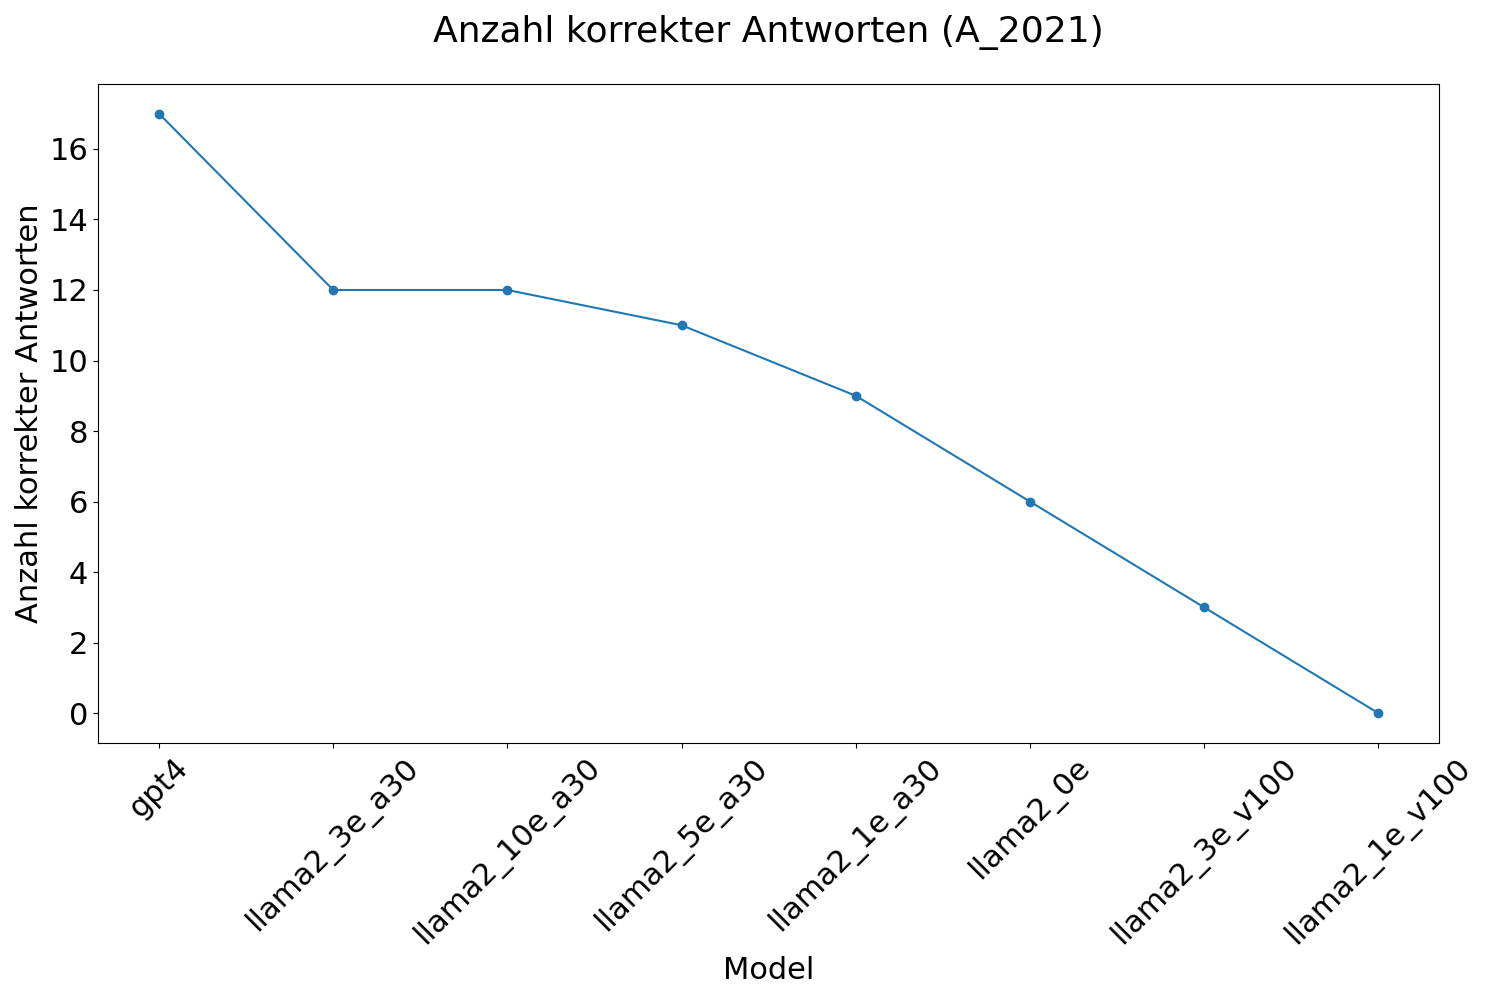 Anzahl korrekter Antworten (A_2021)
Anzahl korrekter Antworten
16
14
12
10
8
6
4
2
0
gpt4
llama2_3e_a30
llama2_10e_a30
llama2_5e_a30
llama2_1e_a30
llama2_0e
llama2_3e_v100
llama2_1e_v100
Model